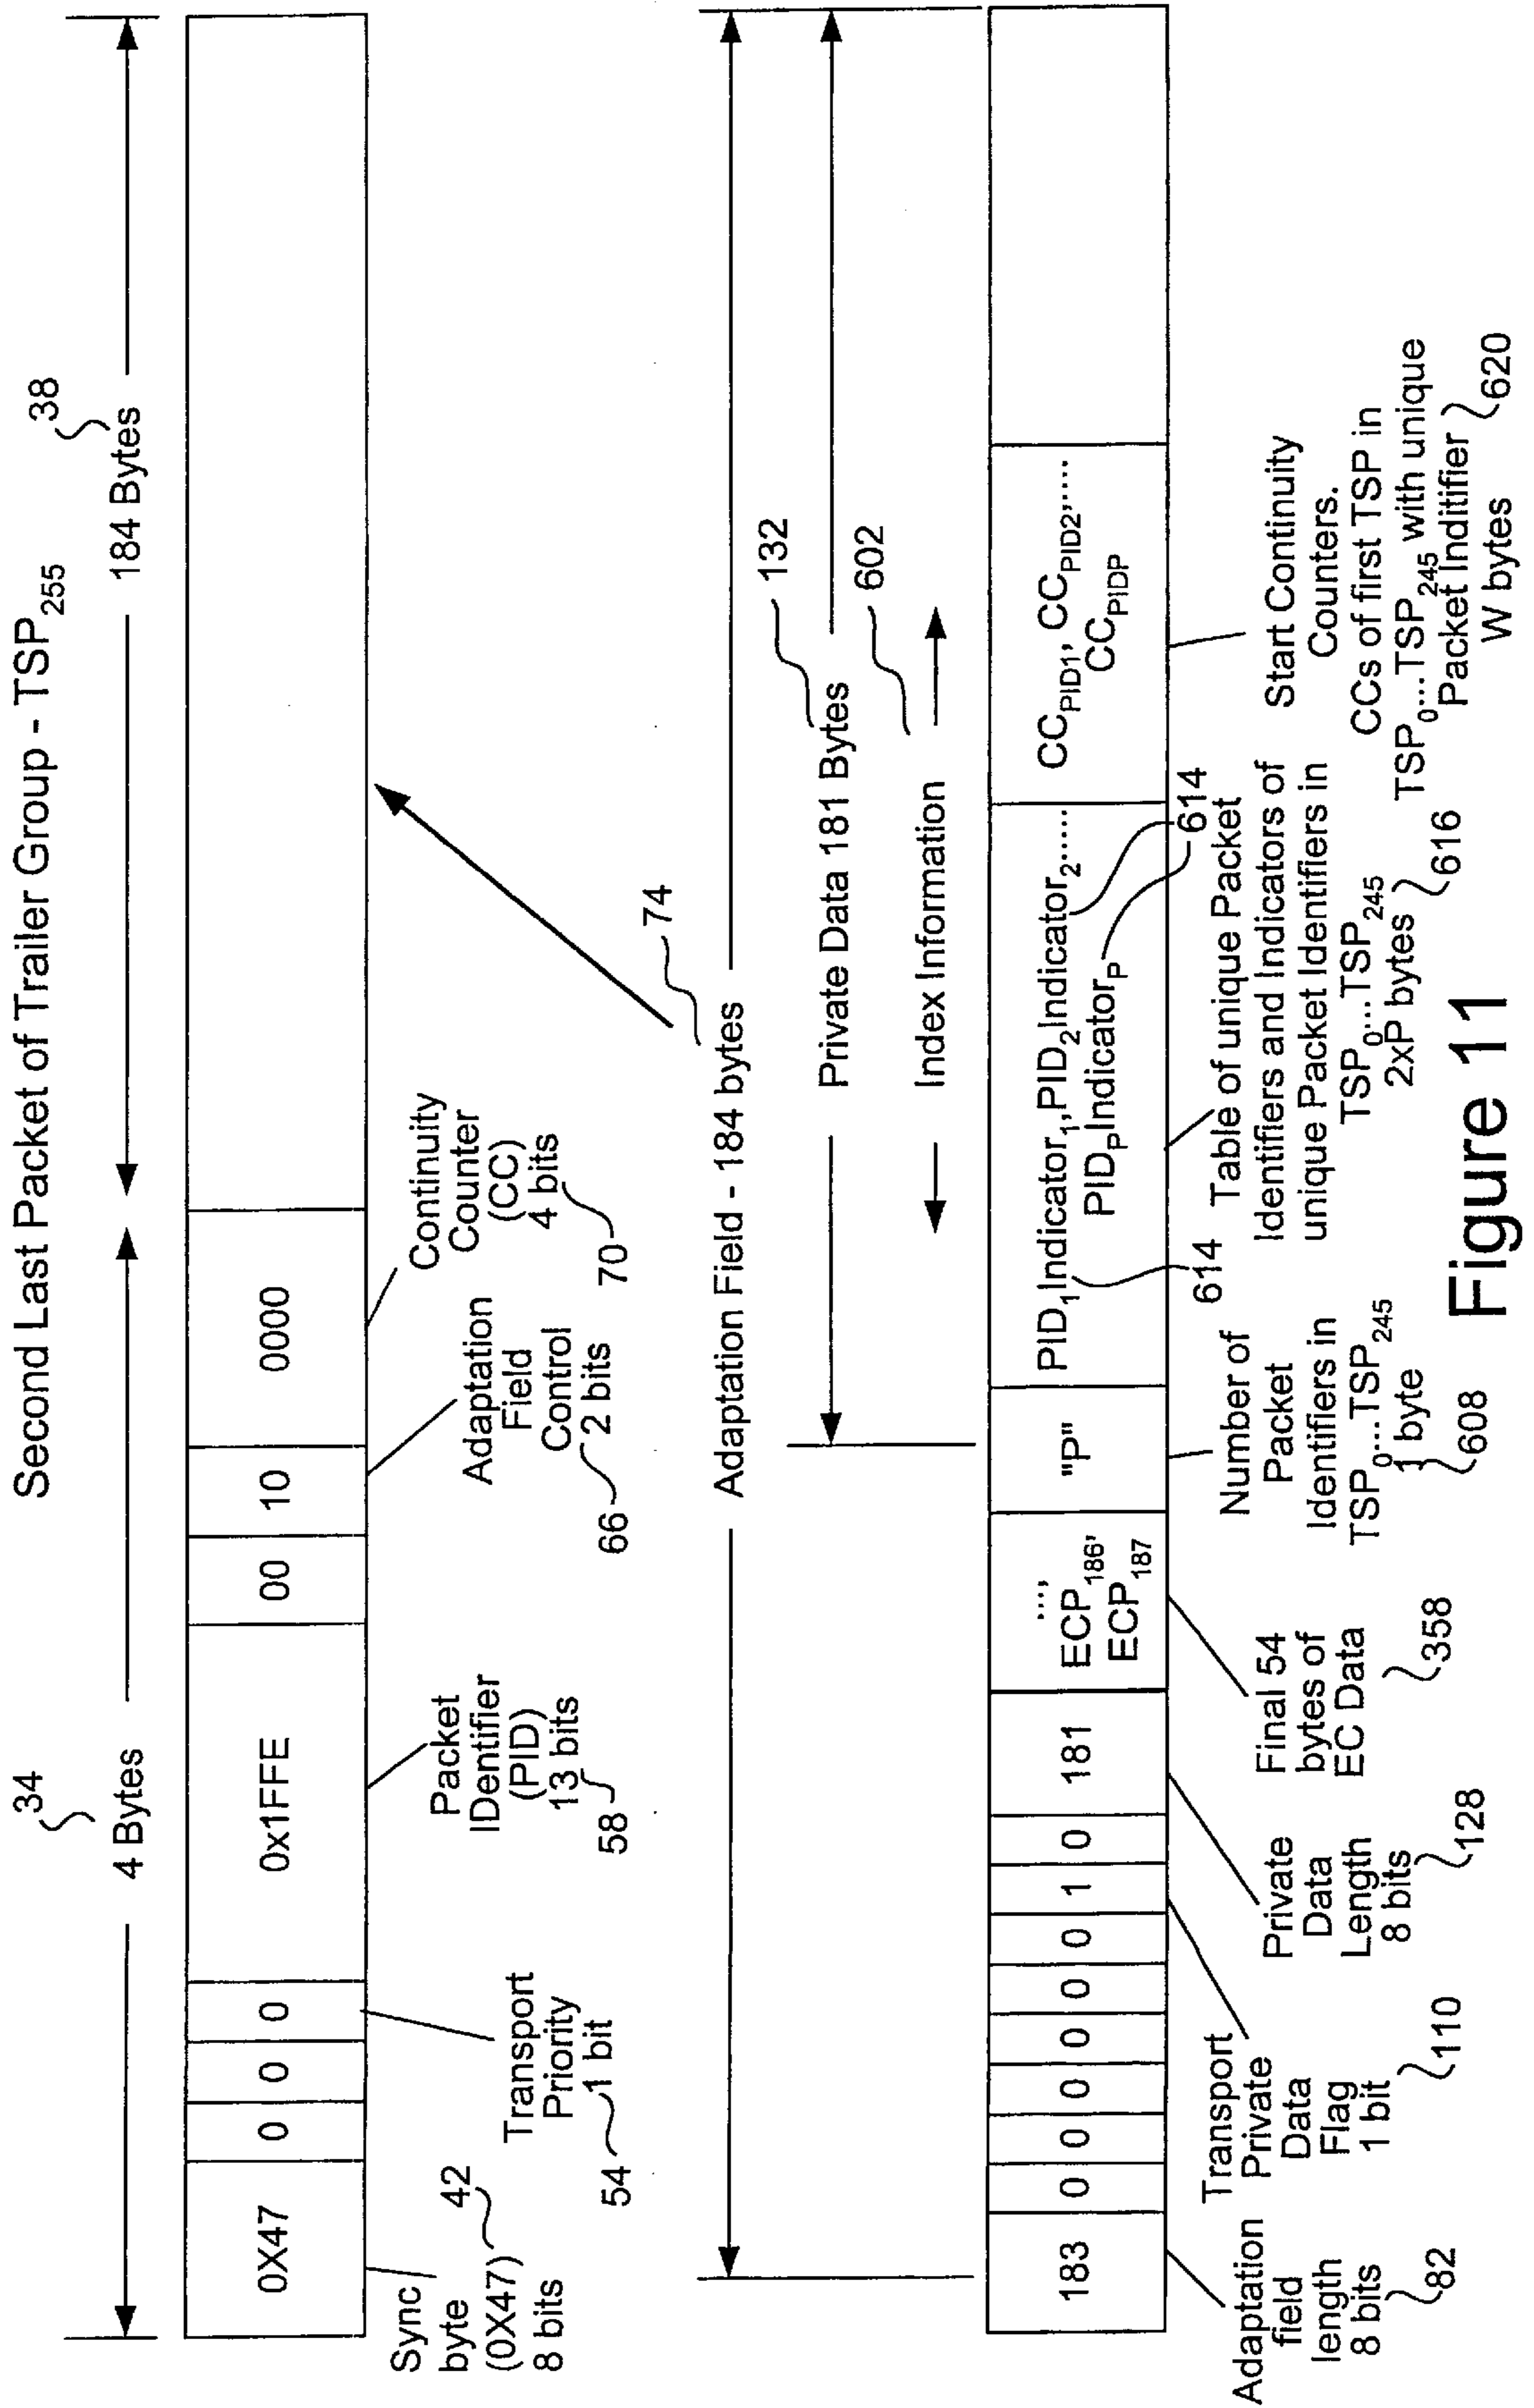 Second Last Packet of Trailer Group - TSP255
34
4 Bytes
184 Bytes
38
0X47
0
0
0
0x1FFE
00
10
0000
Sync
byte
(0X47)
8 bits
42
Transport
Priority
1 bit
54
Packet
IDentifier
(PID)
13 bits
58
Adaptation
Field
Control
2 bits
66
Continuity
Counter
(CC)
4 bits
70
Adaption Field - 184 bytes
74
Private Data 181 Bytes
132
Index Information
602
183
0
0
0
0
0
0
1
0
181
...., ECP186,
ECP187
"P"
PID1Indicator1,PID2Indicator2.....
PIDPIndicatorP
CCPID1, CCPID2,....
CCPIDP
Adaptation
field
length
8 bits
82
Transport
Private
Data
Flag
1 bit
110
Private
Data
Length
8 bits
128
Final 54
bytes of
EC Data
358
Number of
Packet
Identifiers in
TSP0...TSP245
1 byte
608
614
614
Table of unique Packet
Identifiers and Indicators of
unique Packet Identifiers in
TSP0...TSP245
2xP bytes
616
Start Continuity
Counters.
CCs of first TSP in
TSP0...TSP245 with unique
Packet Inditifier
W bytes
620
Figure 11